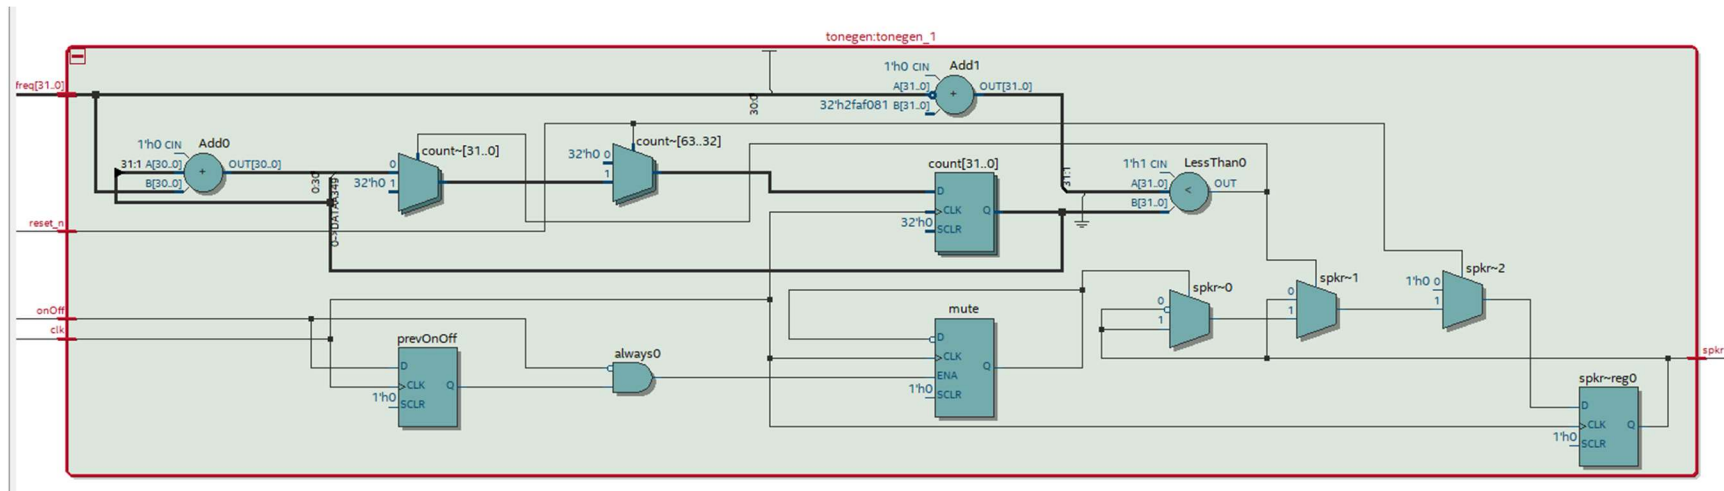 tonegen:tonegen_1
freq[31..0]
1'h0 CIN
Add1
A[31..0]
OUT[31..0]
32'h2faf081 B[31..0]
30:0
1'h0 CIN
Add0
31:1 A[30..0]
OUT[30..0]
B[30..0]
0:30
0->DATAA349
count~[31..0]
0
32'h0
1
count~[63..32]
32'h0 0
1
count[31..0]
D
CLK
Q
32'h0
SCLR
31:1
1'h1 CIN
LessThan0
A[31..0]
OUT
<
B[31..0]
+
+
reset_n
onOff
clk
prevOnOff
D
CLK
Q
1'h0
SCLR
always0
mute
D
CLK
ENA
Q
1'h0
SCLR
spkr~0
0
1
spkr~1
0
1
spkr~2
1'h0 0
1
spkr
spkr~reg0
D
CLK
Q
1'h0
SCLR